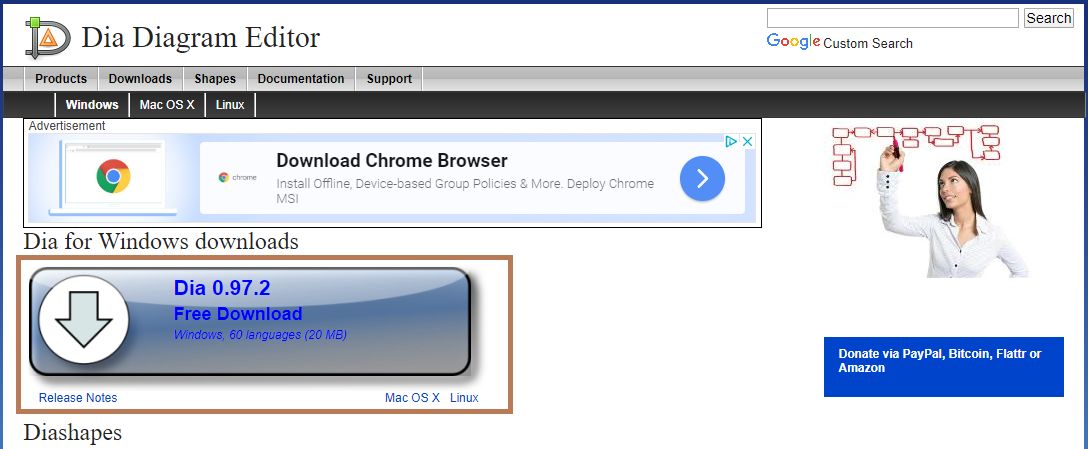 Dia Diagram Editor
Search
Google Custom Search
Products Downloads Shapes Documentation Support
Windows Mac OS X Linux
Advertisement
Download Chrome Browser
chrome
Install Offline, Device-based Group Policies & More. Deploy Chrome
MSI
Dia for Windows downloads
Dia 0.97.2
Free Download
Windows, 60 languages (20 MB)
Release Notes Mac OS X Linux
Donate via PayPal, Bitcoin, Flattr or
Amazon
Diashapes